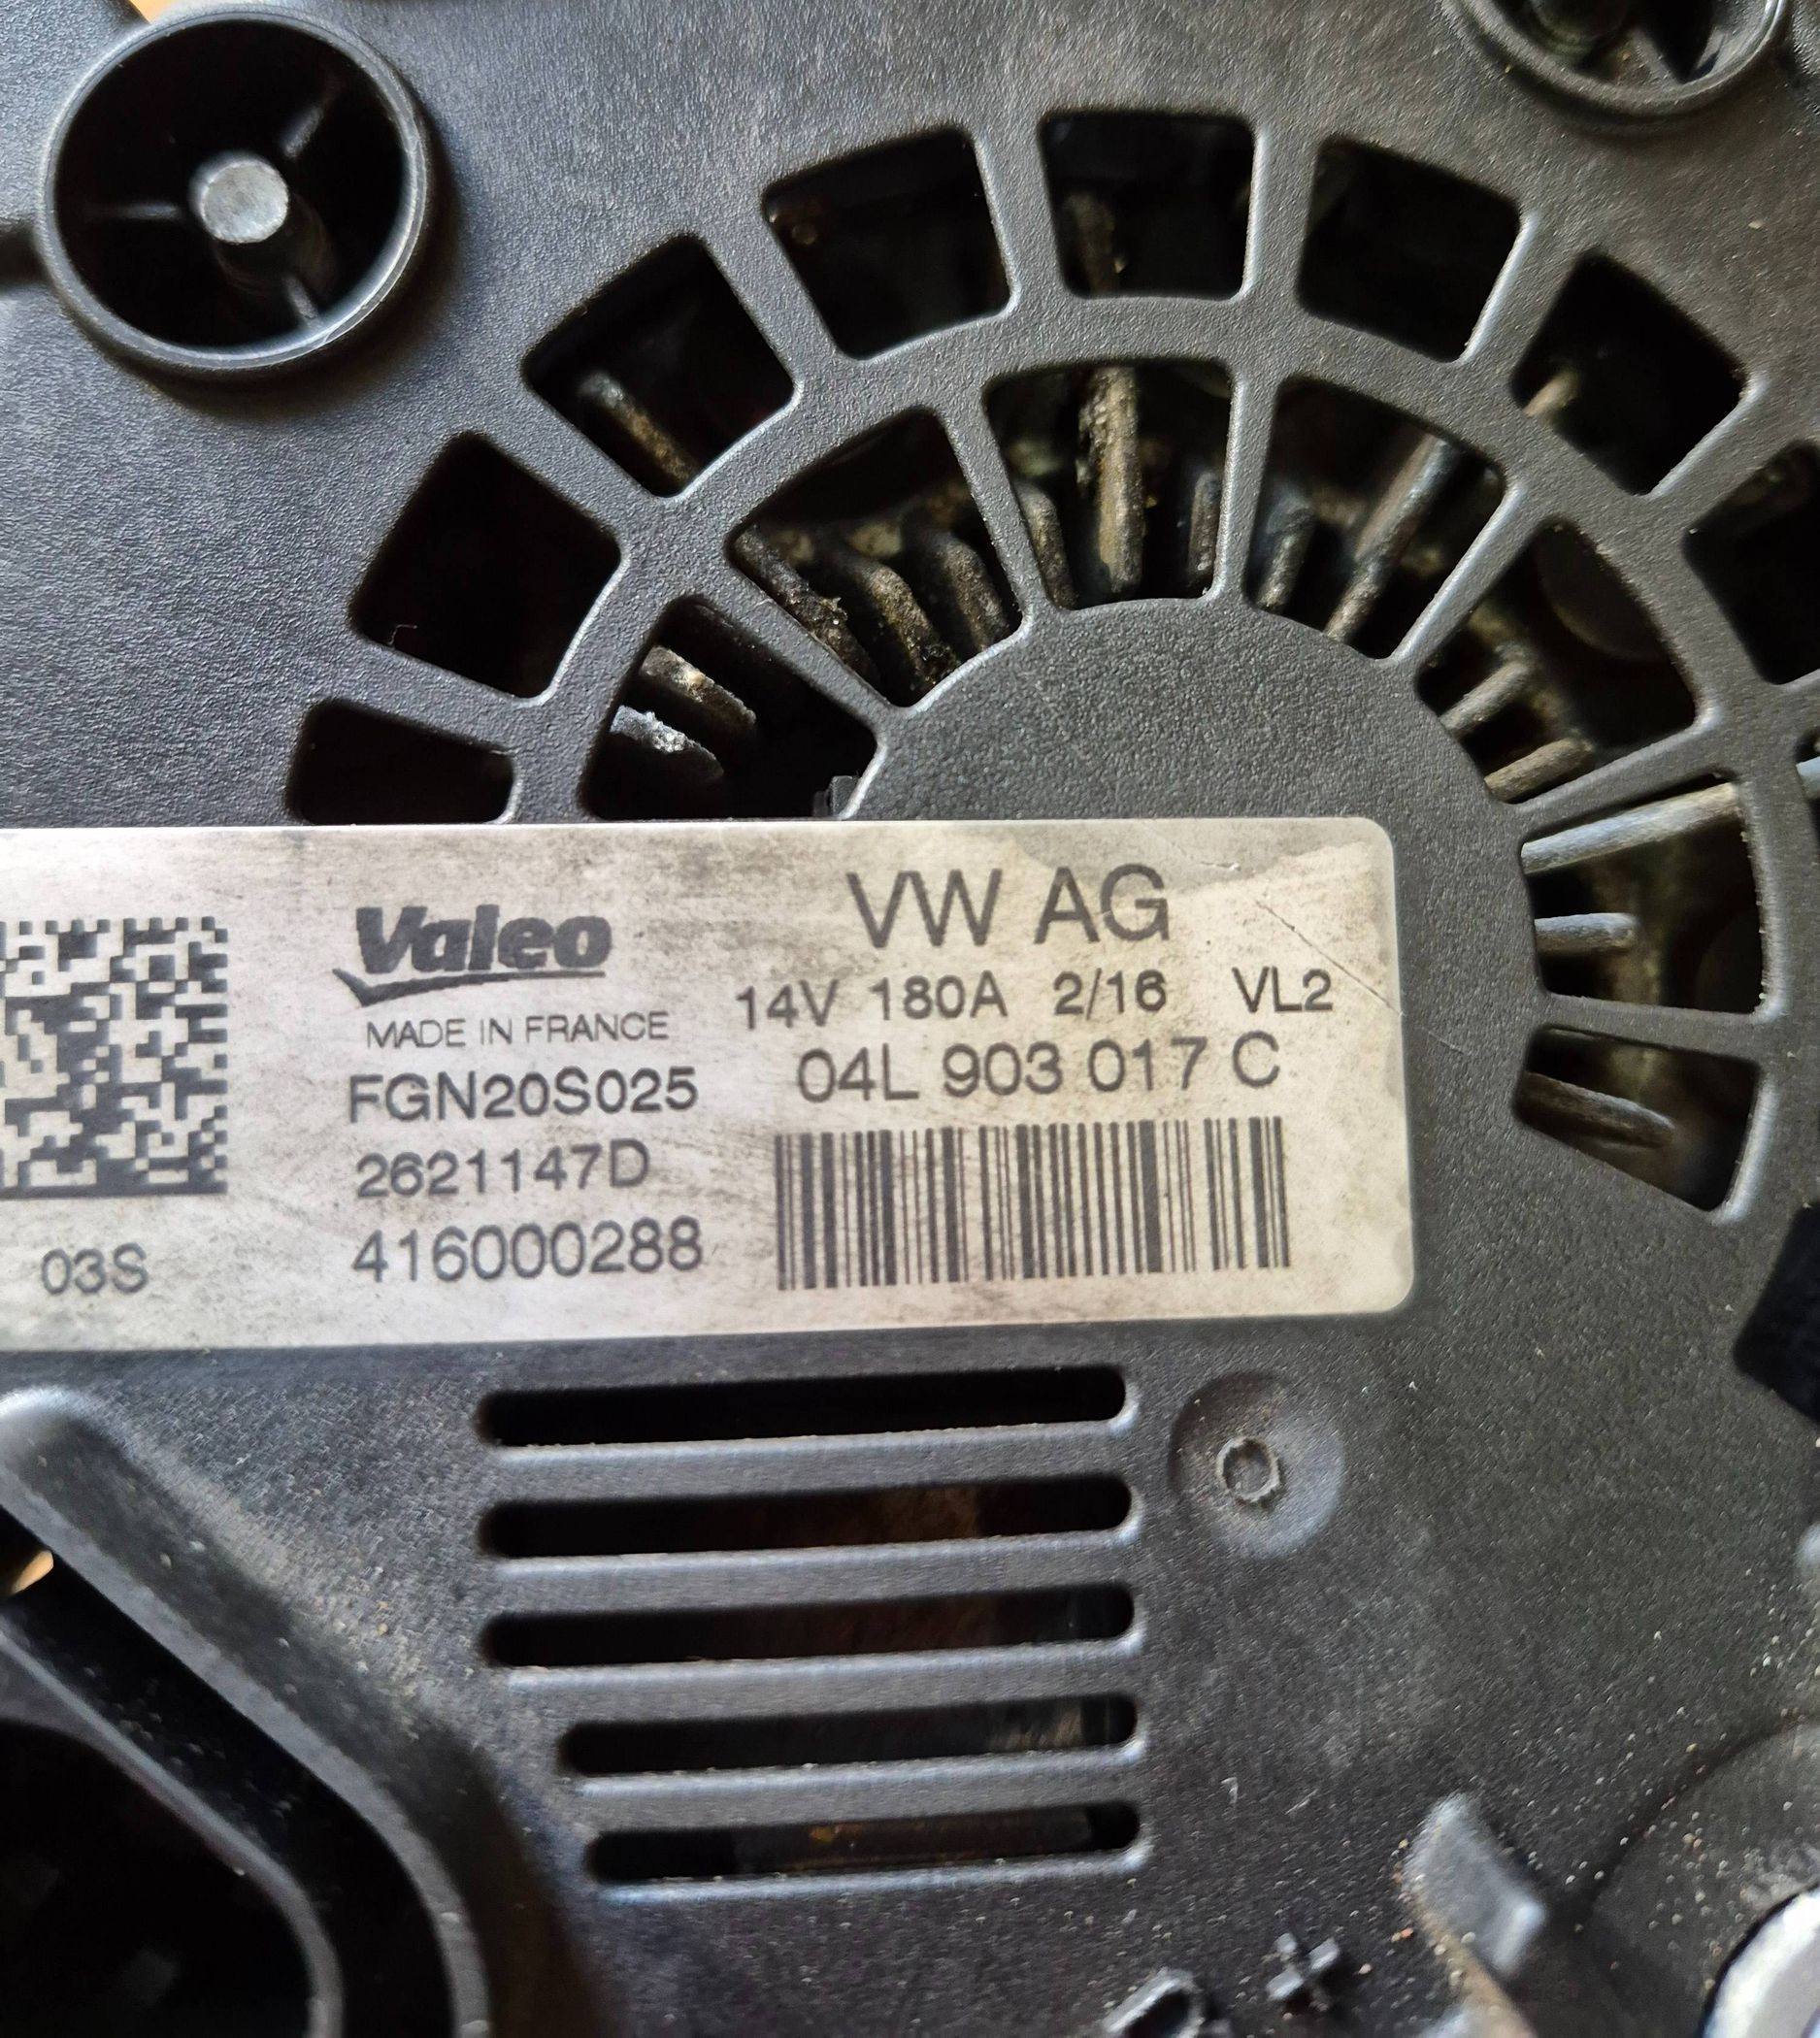 Valeo
MADE IN FRANCE
FGN20S025
2621147D
416000288
03S
VW AG
14V 180A 2/16 VL2
04L 903 017 C
+